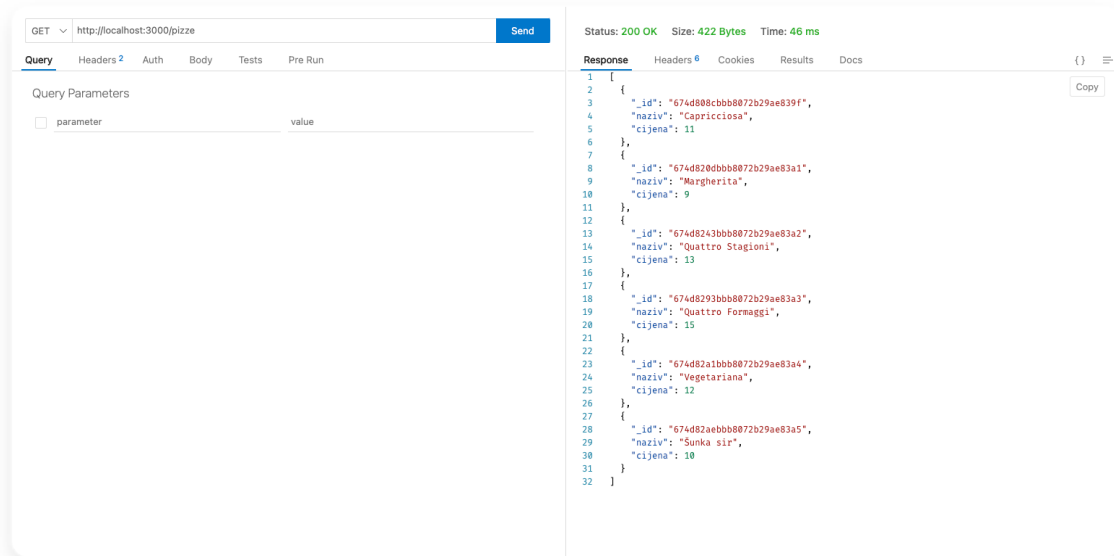 GET http://localhost:3000/pizze Send
Query Headers 2 Auth Body Tests Pre Run
Query Parameters
parameter value
Status: 200 OK Size: 422 Bytes Time: 46 ms
Response Headers 6 Cookies Results Docs { }
Copy
1 [
2 {
3 "_id": "674d808cbbb8072b29ae839f",
4 "naziv": "Capricciosa",
5 "cijena": 11
6 },
7 {
8 "_id": "674d820dbbb8072b29ae83a1",
9 "naziv": "Margherita",
10 "cijena": 9
11 },
12 {
13 "_id": "674d8243bbb8072b29ae83a2",
14 "naziv": "Quattro Stagioni",
15 "cijena": 13
16 },
17 {
18 "_id": "674d8293bbb8072b29ae83a3",
19 "naziv": "Quattro Formaggi",
20 "cijena": 15
21 },
22 {
23 "_id": "674d82a1bbb8072b29ae83a4",
24 "naziv": "Vegetariana",
25 "cijena": 12
26 },
27 {
28 "_id": "674d82aebbb8072b29ae83a5",
29 "naziv": "Šunka sir",
30 "cijena": 10
31 }
32 ]